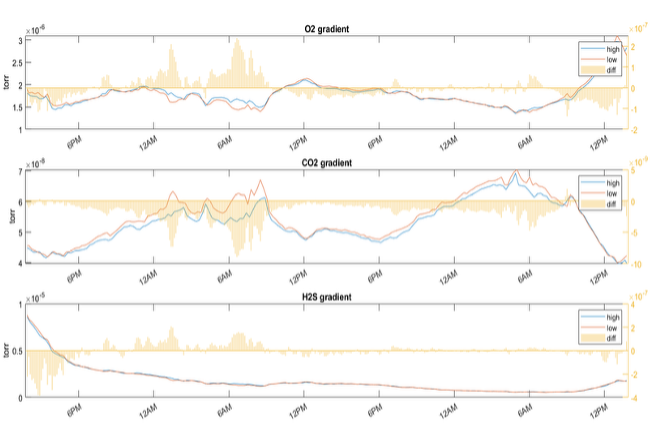 O2 gradient
×10⁻⁶
×10⁻⁷
3
2.5
2
1.5
1
torr
2
1
0
-1
-2
high
low
diff
6PM 12AM 6AM 12PM 6PM 12AM 6AM 12PM
CO2 gradient
×10⁻⁸
×10⁻⁹
7
6
5
4
torr
5
0
-5
-10
high
low
diff
6PM 12AM 6AM 12PM 6PM 12AM 6AM 12PM
H2S gradient
×10⁻⁵
×10⁻⁷
1
0.5
0
torr
4
2
0
-2
-4
high
low
diff
6PM 12AM 6AM 12PM 6PM 12AM 6AM 12PM